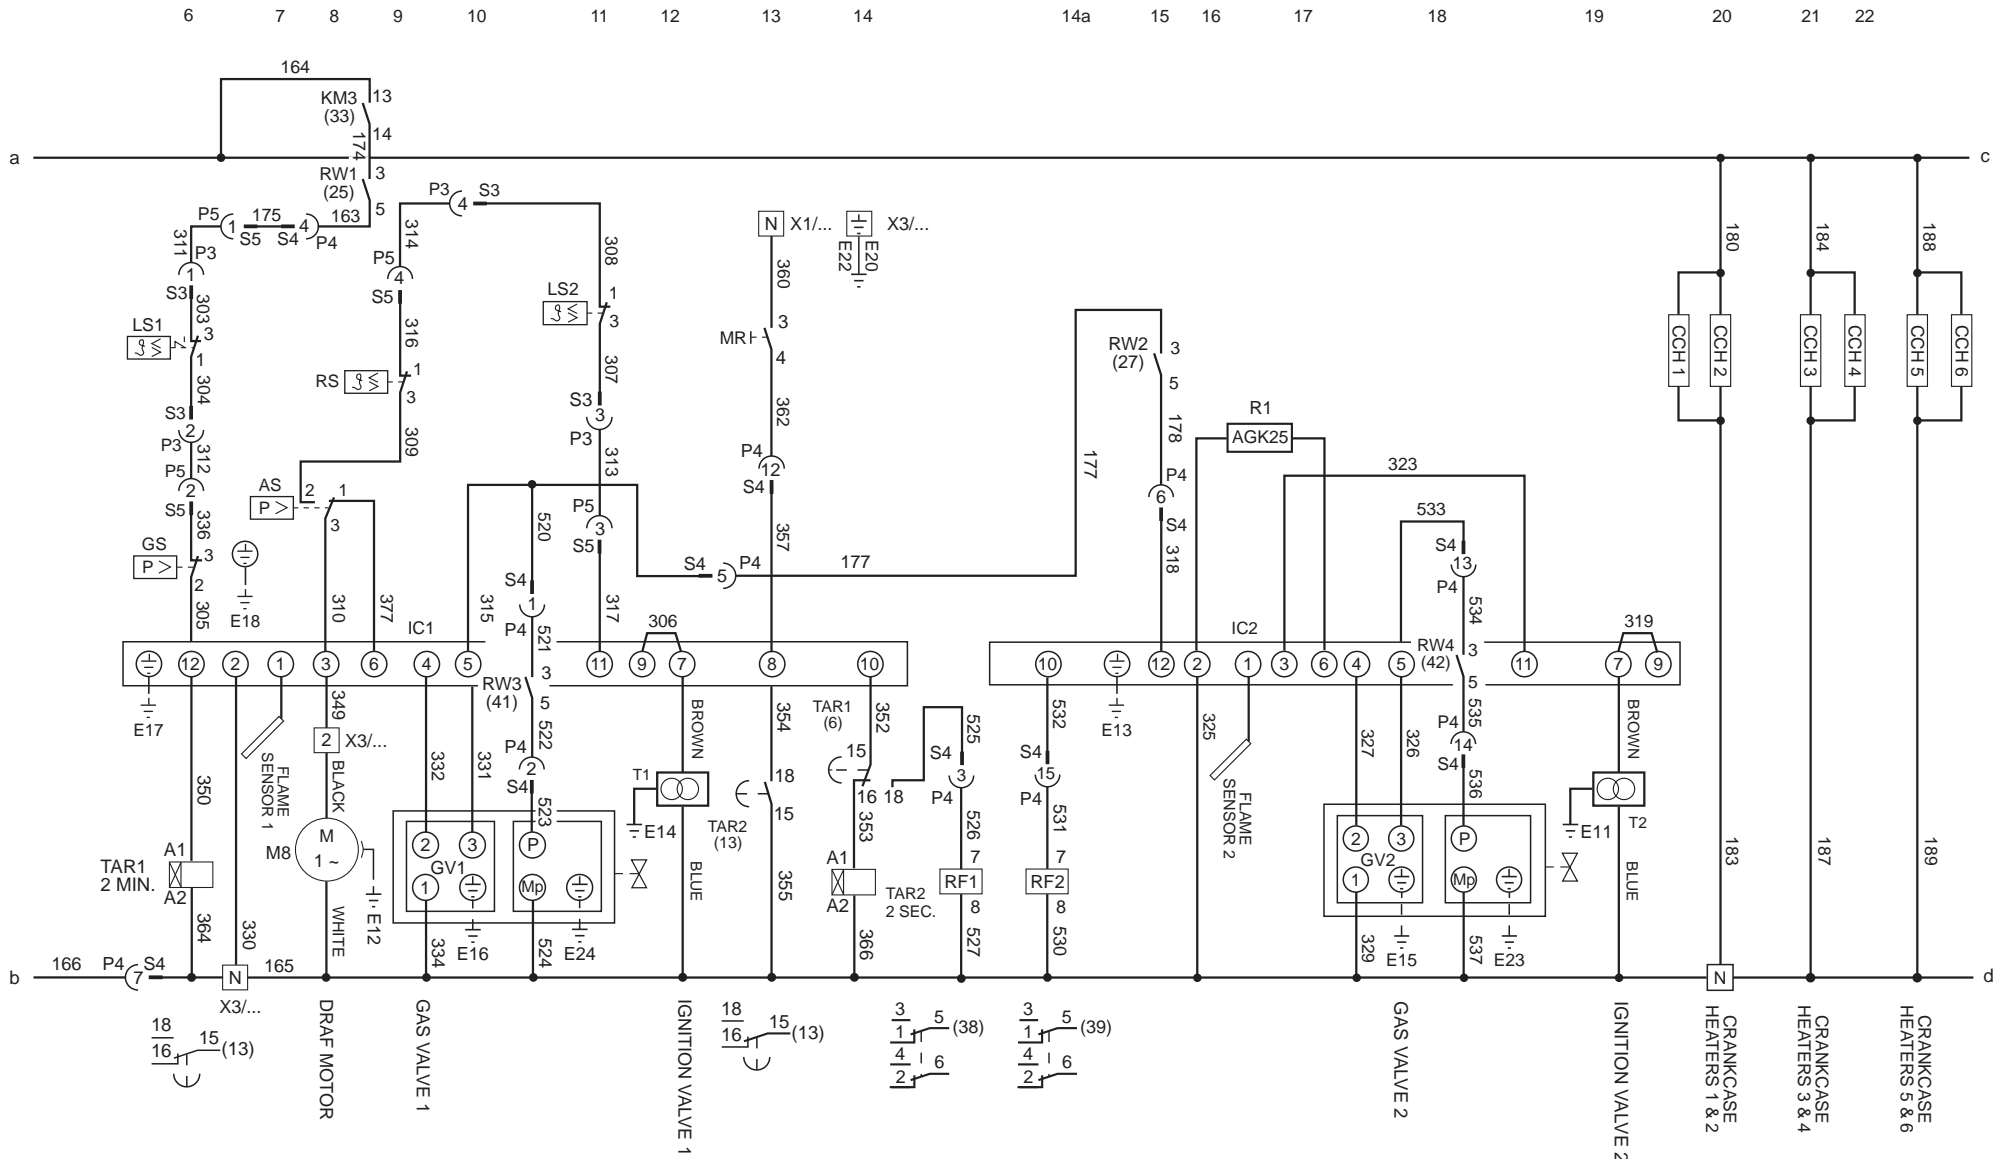 6 7 8 9 10 11 12 13 14 14a 15 16 17 18 19 20 21 22
164
KM3 13
(33)
14
174
a c
RW1 3
(25)
5
P5 1 175 4 163
S5 S4 P4
P3 4 S3
311 P3
1
S3
303
LS1 3
1
304
S3
2
P3
312
P5
2
S5
336
GS 3
P >
2
305
E18
314
P5
4
S5
316
RS 1
3
309
AS 2 1
P >
3
310
377
308
LS2 1
3
307
S3
3
P3
313
P5
3
S5
317
315
520
S4
1
P4
521
N X1/...
X3/...
E22 E20
360
3
MR
4
362
P4
12
S4
357
S4 5 P4 177
177
RW2 3
(27)
5
178
P4
6
S4
318
R1
AGK25
323
533
S4
13
P4
534
180 184 188
CCH 1 CCH 2 CCH 3 CCH 4 CCH 5 CCH 6
183 187 189
IC1 306
12 2 1 3 6 4 5 11 9 7 8 10
RW3 3
(41)
5
IC2 319
10 12 2 1 3 6 4 5 11 7 9
RW4 3
(42)
5
E17
350
TAR1 A1
2 MIN. A2
364
330
FLAME
SENSOR 1
349
2 X3/...
BLACK
M
1 ~
M8
E12
WHITE
332 331
522
P4
2
S4
523
2 3 P
GV1
1 Mp
E16 E24
334 524
BROWN
T1
E14
BLUE
354
18
15
TAR2
(13)
355
TAR1
(6)
352
15
16 18
353
A1
A2
TAR2
2 SEC.
366
525
S4
3
P4
526
7
RF1
8
527
532
S4
15
P4
531
7
RF2
8
530
E13
325
FLAME
SENSOR 2
327 326
535
P4
14
S4
536
2 3 P
GV2
1 Mp
E15 E23
329 537
BROWN
E11 T2
BLUE
b 166 P4 7 S4 N 165 N d
X3/...
18
16 15 (13)
DRAF MOTOR
GAS VALVE 1
IGNITION VALVE 1
18
16 15 (13)
3
1 5 (38)
4
2 6
3
1 5 (39)
4
2 6
GAS VALVE 2
IGNITION VALVE 2
CRANKCASE
HEATERS 1 & 2
CRANKCASE
HEATERS 3 & 4
CRANKCASE
HEATERS 5 & 6